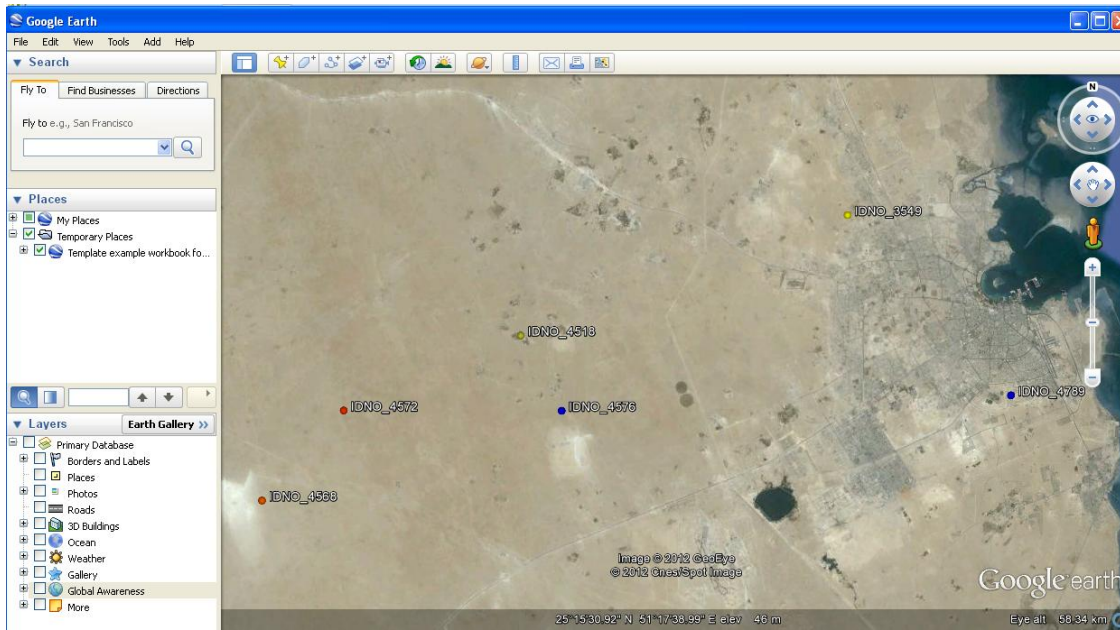 Google Earth
File Edit View Tools Add Help
Search
Fly To Find Businesses Directions
Fly to e.g., San Francisco
Places
My Places
Temporary Places
Template example workbook fo...
Layers Earth Gallery >>
Primary Database
Borders and Labels
Places
Photos
Roads
3D Buildings
Ocean
Weather
Gallery
Global Awareness
More
N
IDNO_3549
IDNO_4518
IDNO_4789
IDNO_4572
IDNO_4576
IDNO_4568
Image © 2012 GeoEye
© 2012 Cnes/Spot Image
Google earth
25°15'30.92" N 51°17'38.99" E elev 46 m Eye alt 58.34 km